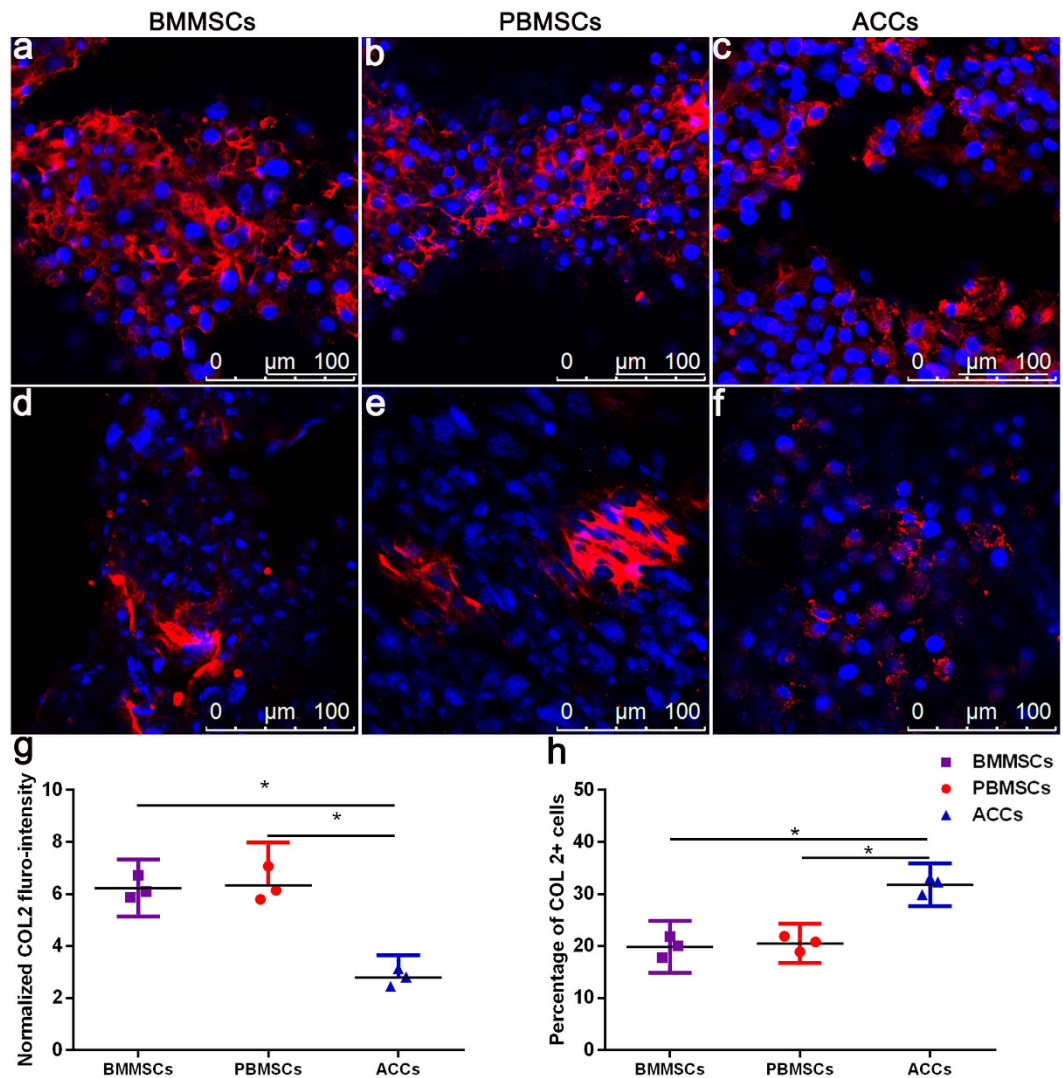 BMMSCs PBMSCs ACCs
a b c
0 µm 100 0 µm 100 0 µm 100
d e f
0 µm 100 0 µm 100 0 µm 100
g
Normalized COL2 fluro-intensity
10
8
6
4
2
0
*
*
BMMSCs PBMSCs ACCs
h
Percentage of COL 2+ cells
50
40
30
20
10
0
*
*
BMMSCs
PBMSCs
ACCs
BMMSCs PBMSCs ACCs